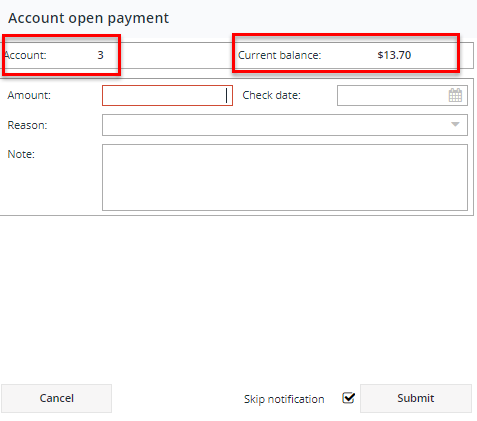 Account open payment
Account: 3 Current balance: $13.70
Amount: Check date:
Reason:
Note:
Cancel Skip notification Submit